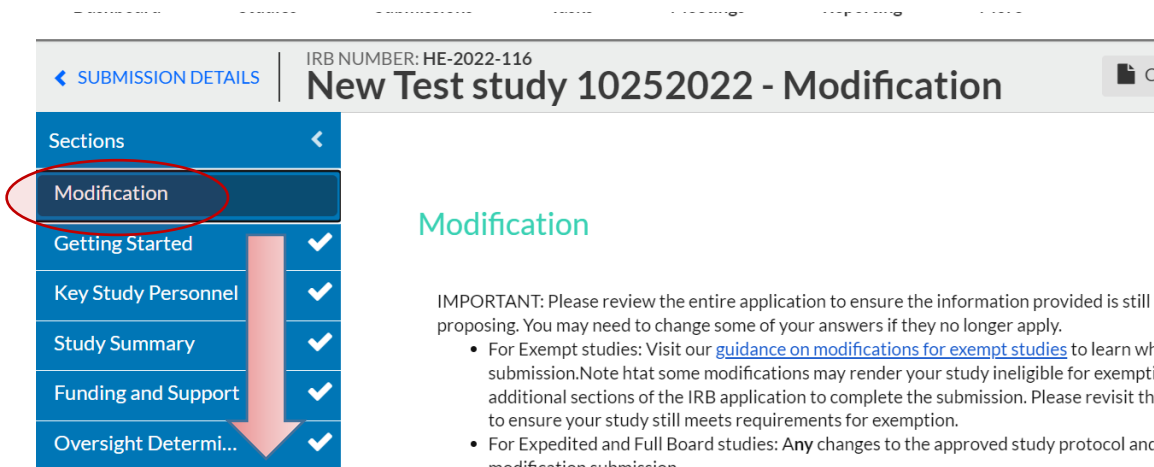 SUBMISSION DETAILS
IRB NUMBER: HE-2022-116
New Test study 10252022 - Modification
Sections
Modification
Getting Started
Key Study Personnel
Study Summary
Funding and Support
Oversight Determi...
Modification
IMPORTANT: Please review the entire application to ensure the information provided is still
proposing. You may need to change some of your answers if they no longer apply.
• For Exempt studies: Visit our guidance on modifications for exempt studies to learn wh
submission.Note htat some modifications may render your study ineligible for exempti
additional sections of the IRB application to complete the submission. Please revisit th
to ensure your study still meets requirements for exemption.
• For Expedited and Full Board studies: Any changes to the approved study protocol and
modification submission